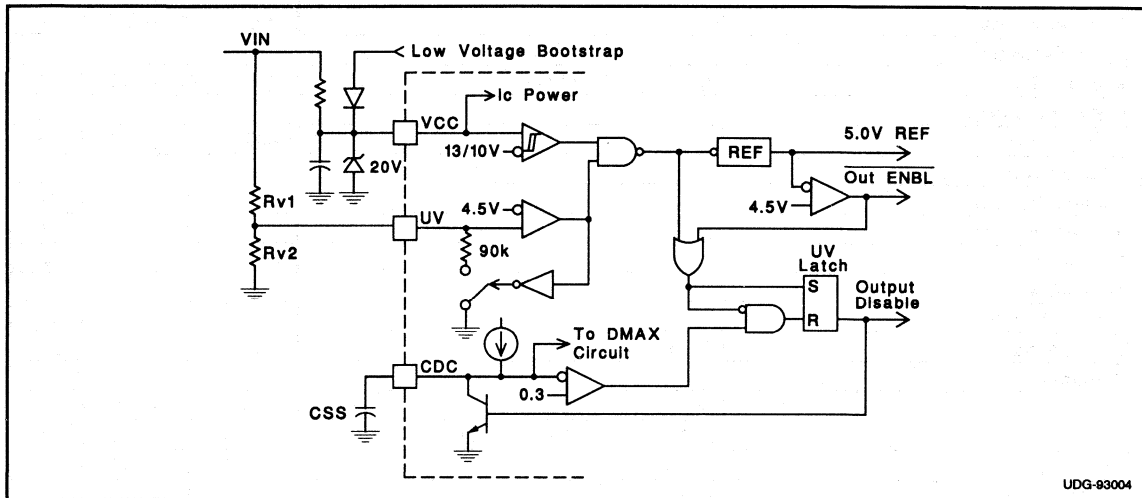 VIN
Low Voltage Bootstrap
Ic Power
VCC
13/10V
20V
REF
5.0V REF
Out ENBL
4.5V
Rv1
UV
4.5V
90k
Rv2
UV
Latch
S
R
Output
Disable
To DMAX
Circuit
CDC
0.3
CSS
UDG-93004